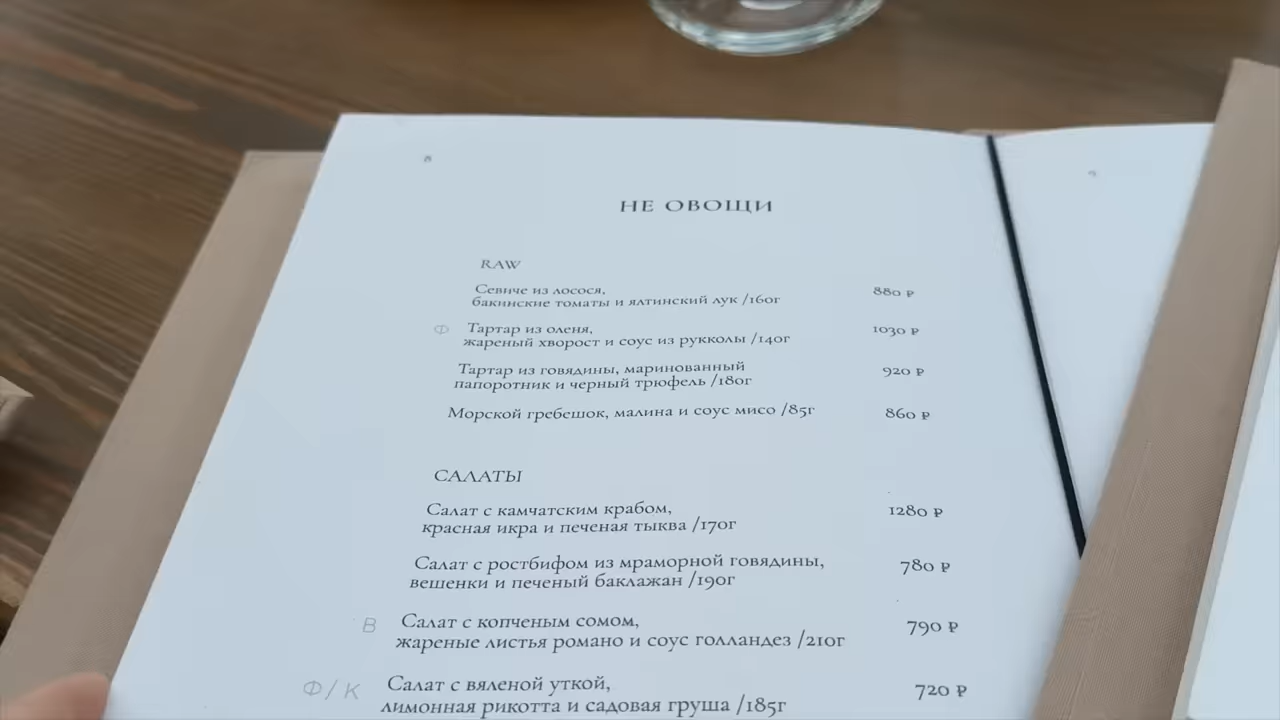 8
НЕ ОВОЩИ
RAW
Севиче из лосося,
бакинские томаты и ялтинский лук /160г 880 ₽
Ф Тартар из оленя,
жареный хворост и соус из рукколы /140г 1030 ₽
Тартар из говядины, маринованный
папоротник и черный трюфель /180г 920 ₽
Морской гребешок, малина и соус мисо /85г 860 ₽
САЛАТЫ
Салат с камчатским крабом,
красная икра и печеная тыква /170г 1280 ₽
Салат с ростбифом из мраморной говядины,
вешенки и печеный баклажан /190г 780 ₽
В Салат с копченым сомом,
жареные листья романо и соус голландез /210г 790 ₽
Ф/К Салат с вяленой уткой,
лимонная рикотта и садовая груша /185г 720 ₽